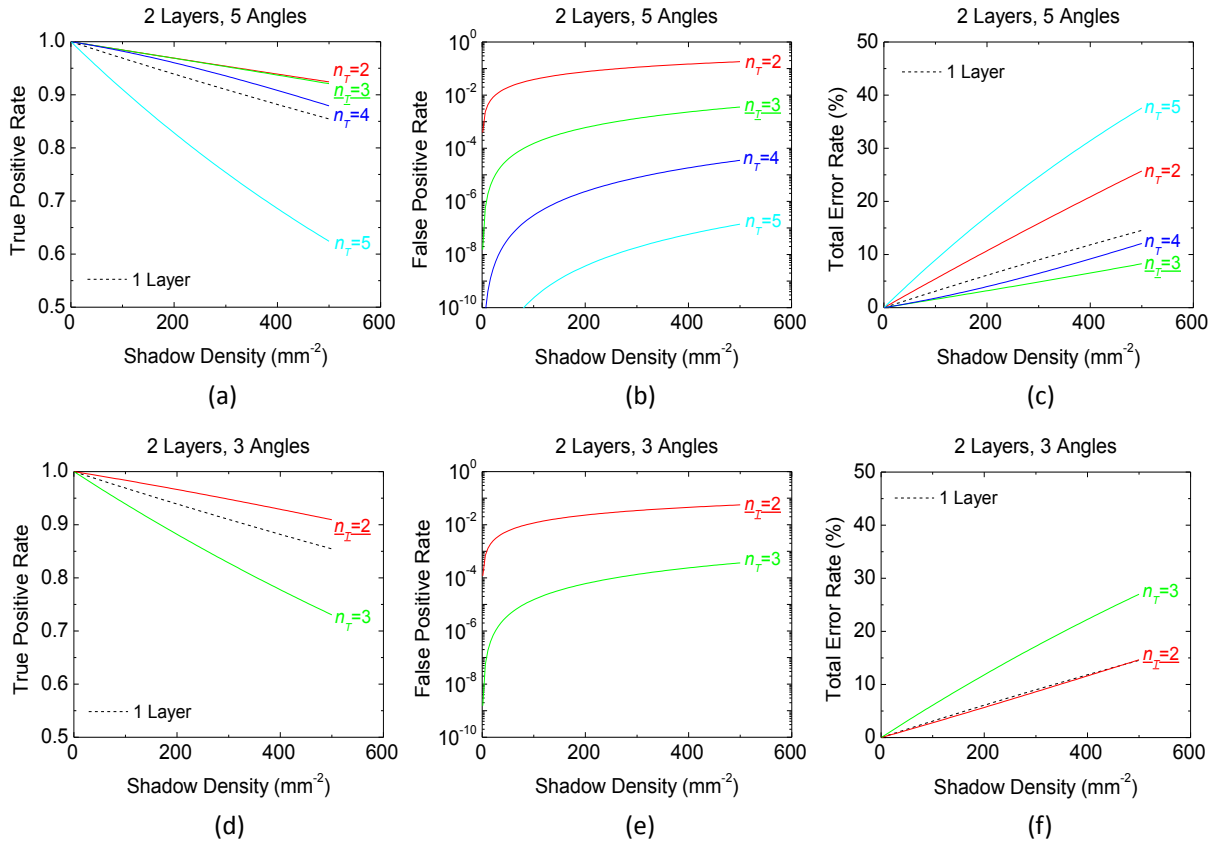 2 Layers, 5 Angles
1.0
0.9
0.8
0.7
0.6
0.5
0
200
400
600
True Positive Rate
Shadow Density (mm-2)
nT=2
nT=3
nT=4
nT=5
1 Layer
(a)
2 Layers, 5 Angles
10^0
10^-2
10^-4
10^-6
10^-8
10^-10
0
200
400
600
False Positive Rate
Shadow Density (mm-2)
nT=2
nT=3
nT=4
nT=5
(b)
2 Layers, 5 Angles
50
40
30
20
10
0
0
200
400
600
Total Error Rate (%)
Shadow Density (mm-2)
1 Layer
nT=5
nT=2
nT=4
nT=3
(c)
2 Layers, 3 Angles
1.0
0.9
0.8
0.7
0.6
0.5
0
200
400
600
True Positive Rate
Shadow Density (mm-2)
nT=2
nT=3
1 Layer
(d)
2 Layers, 3 Angles
10^0
10^-2
10^-4
10^-6
10^-8
10^-10
0
200
400
600
False Positive Rate
Shadow Density (mm-2)
nT=2
nT=3
(e)
2 Layers, 3 Angles
50
40
30
20
10
0
0
200
400
600
Total Error Rate (%)
Shadow Density (mm-2)
1 Layer
nT=3
nT=2
(f)